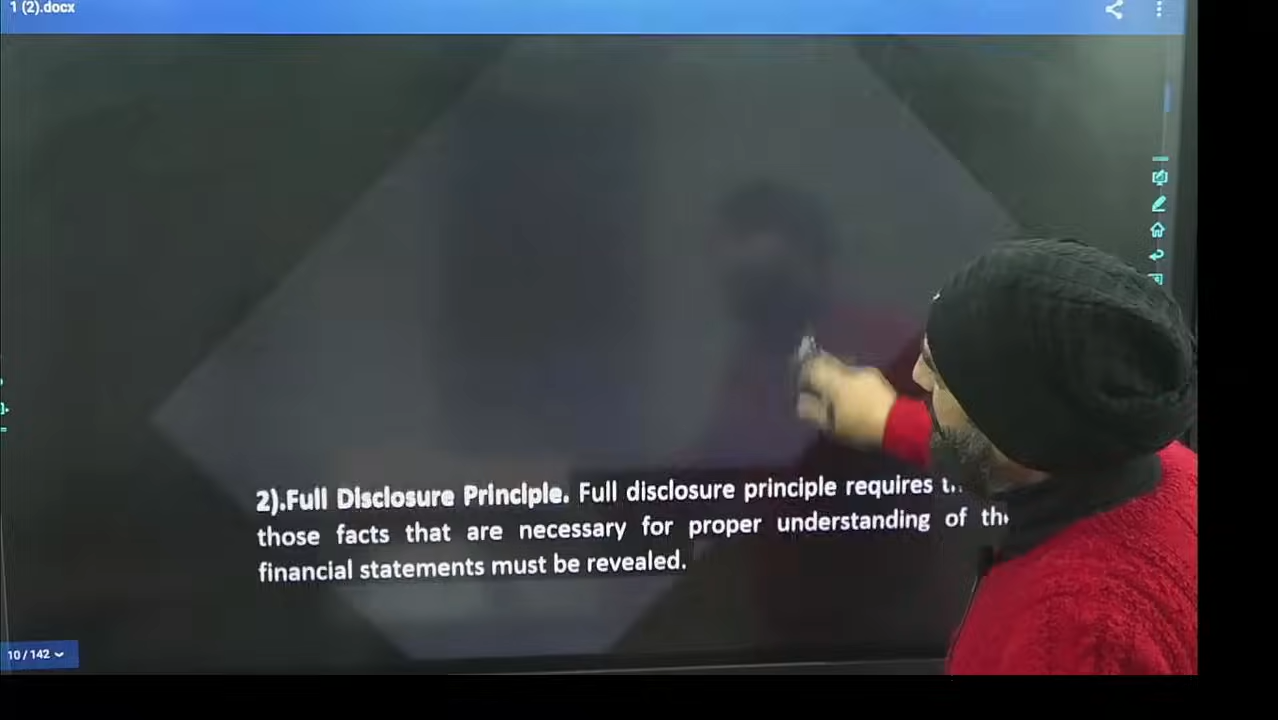 1 (2).docx
2).Full Disclosure Principle. Full disclosure principle requires
those facts that are necessary for proper understanding of
financial statements must be revealed.
10 / 142